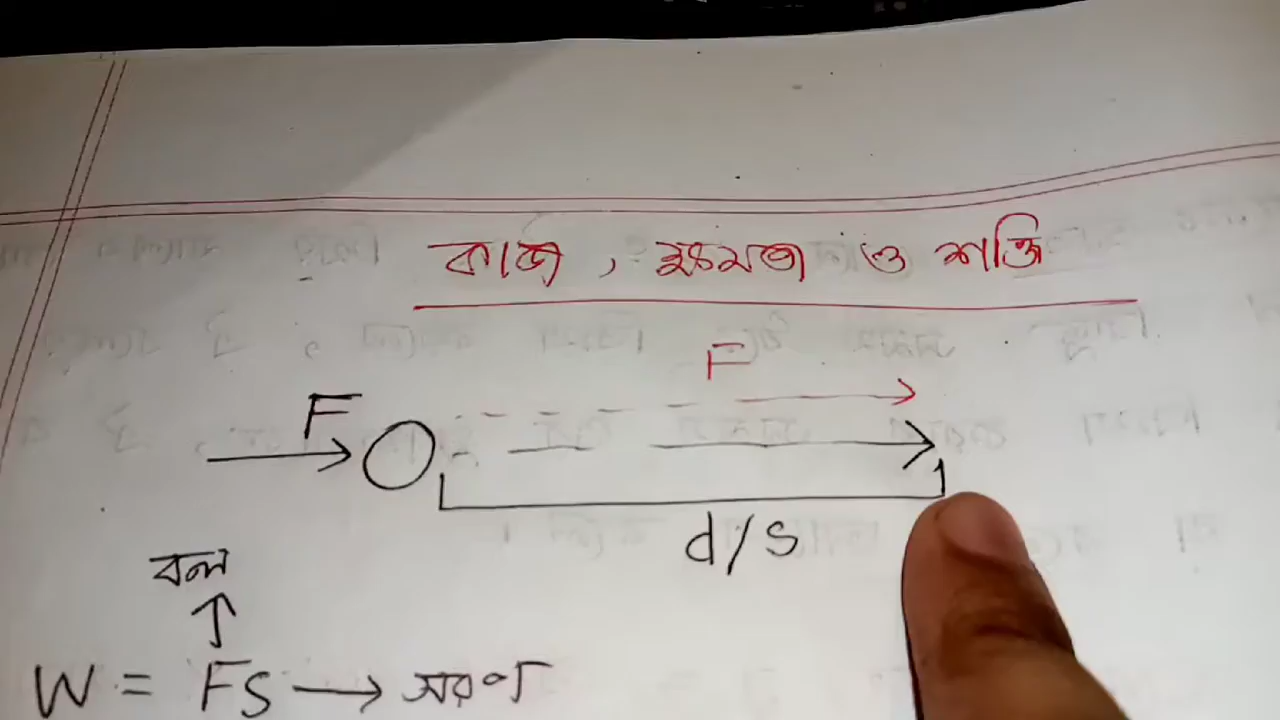 কাজ, ক্ষমতা ও শক্তি
F
F
d/s
বল
W = Fs → সরণ